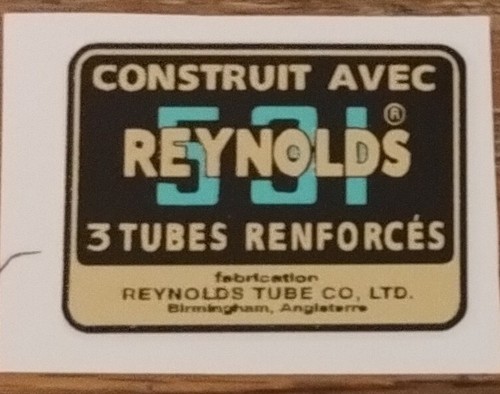 CONSTRUIT AVEC
531
REYNOLDS®
3 TUBES RENFORCÉS
fabrication
REYNOLDS TUBE CO, LTD.
Birmingham, Angleterre